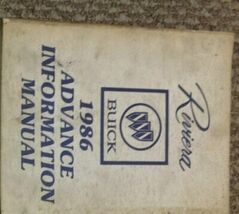 Riviera
BUICK
1986
ADVANCE
INFORMATION
MANUAL